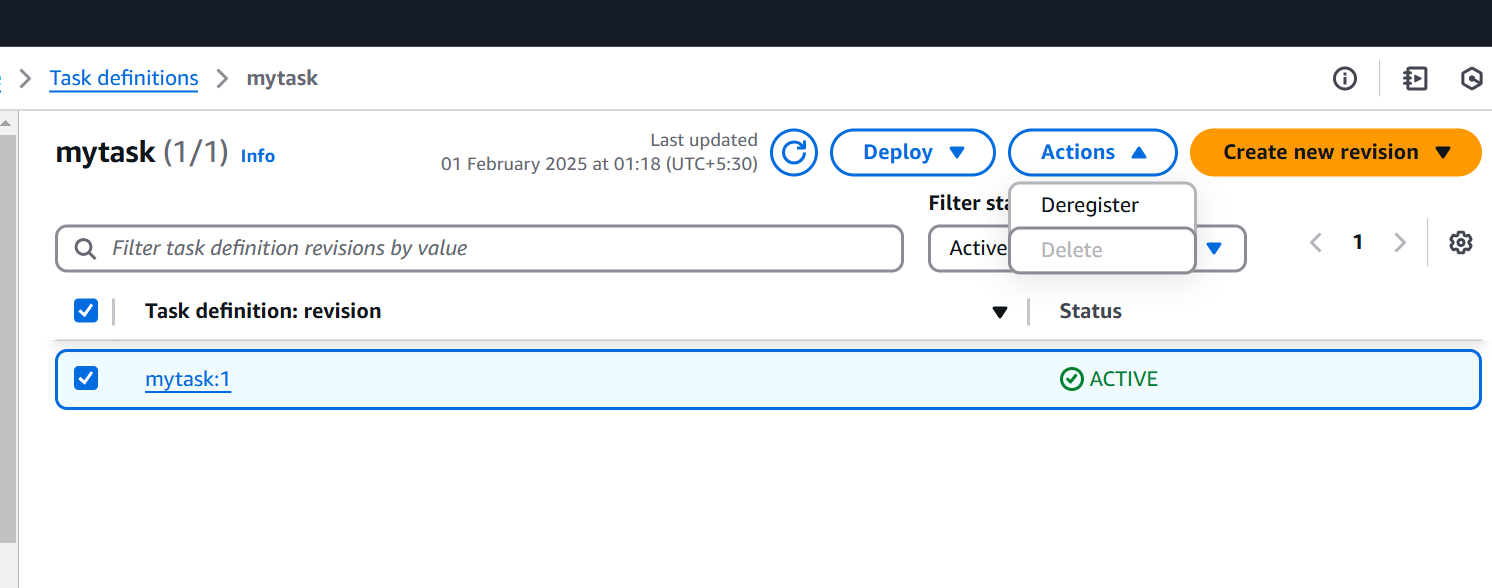 Task definitions mytask
mytask (1/1) Info
Last updated
01 February 2025 at 01:18 (UTC+5:30)
Deploy
Actions
Create new revision
Deregister
Delete
Filter
Filter task definition revisions by value
Active
1
Task definition: revision
Status
mytask:1
ACTIVE